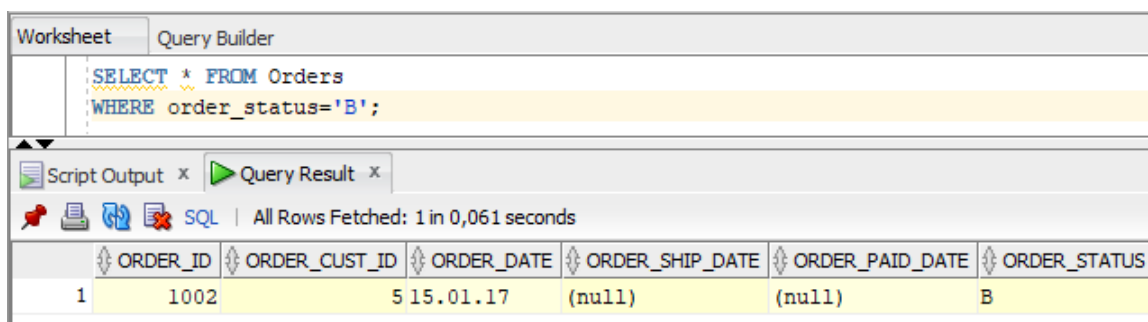 Worksheet Query Builder
SELECT * FROM Orders
WHERE order_status='B';
Script Output x Query Result x
SQL | All Rows Fetched: 1 in 0,061 seconds
ORDER_ID ORDER_CUST_ID ORDER_DATE ORDER_SHIP_DATE ORDER_PAID_DATE ORDER_STATUS
1 1002 5 15.01.17 (null) (null) B